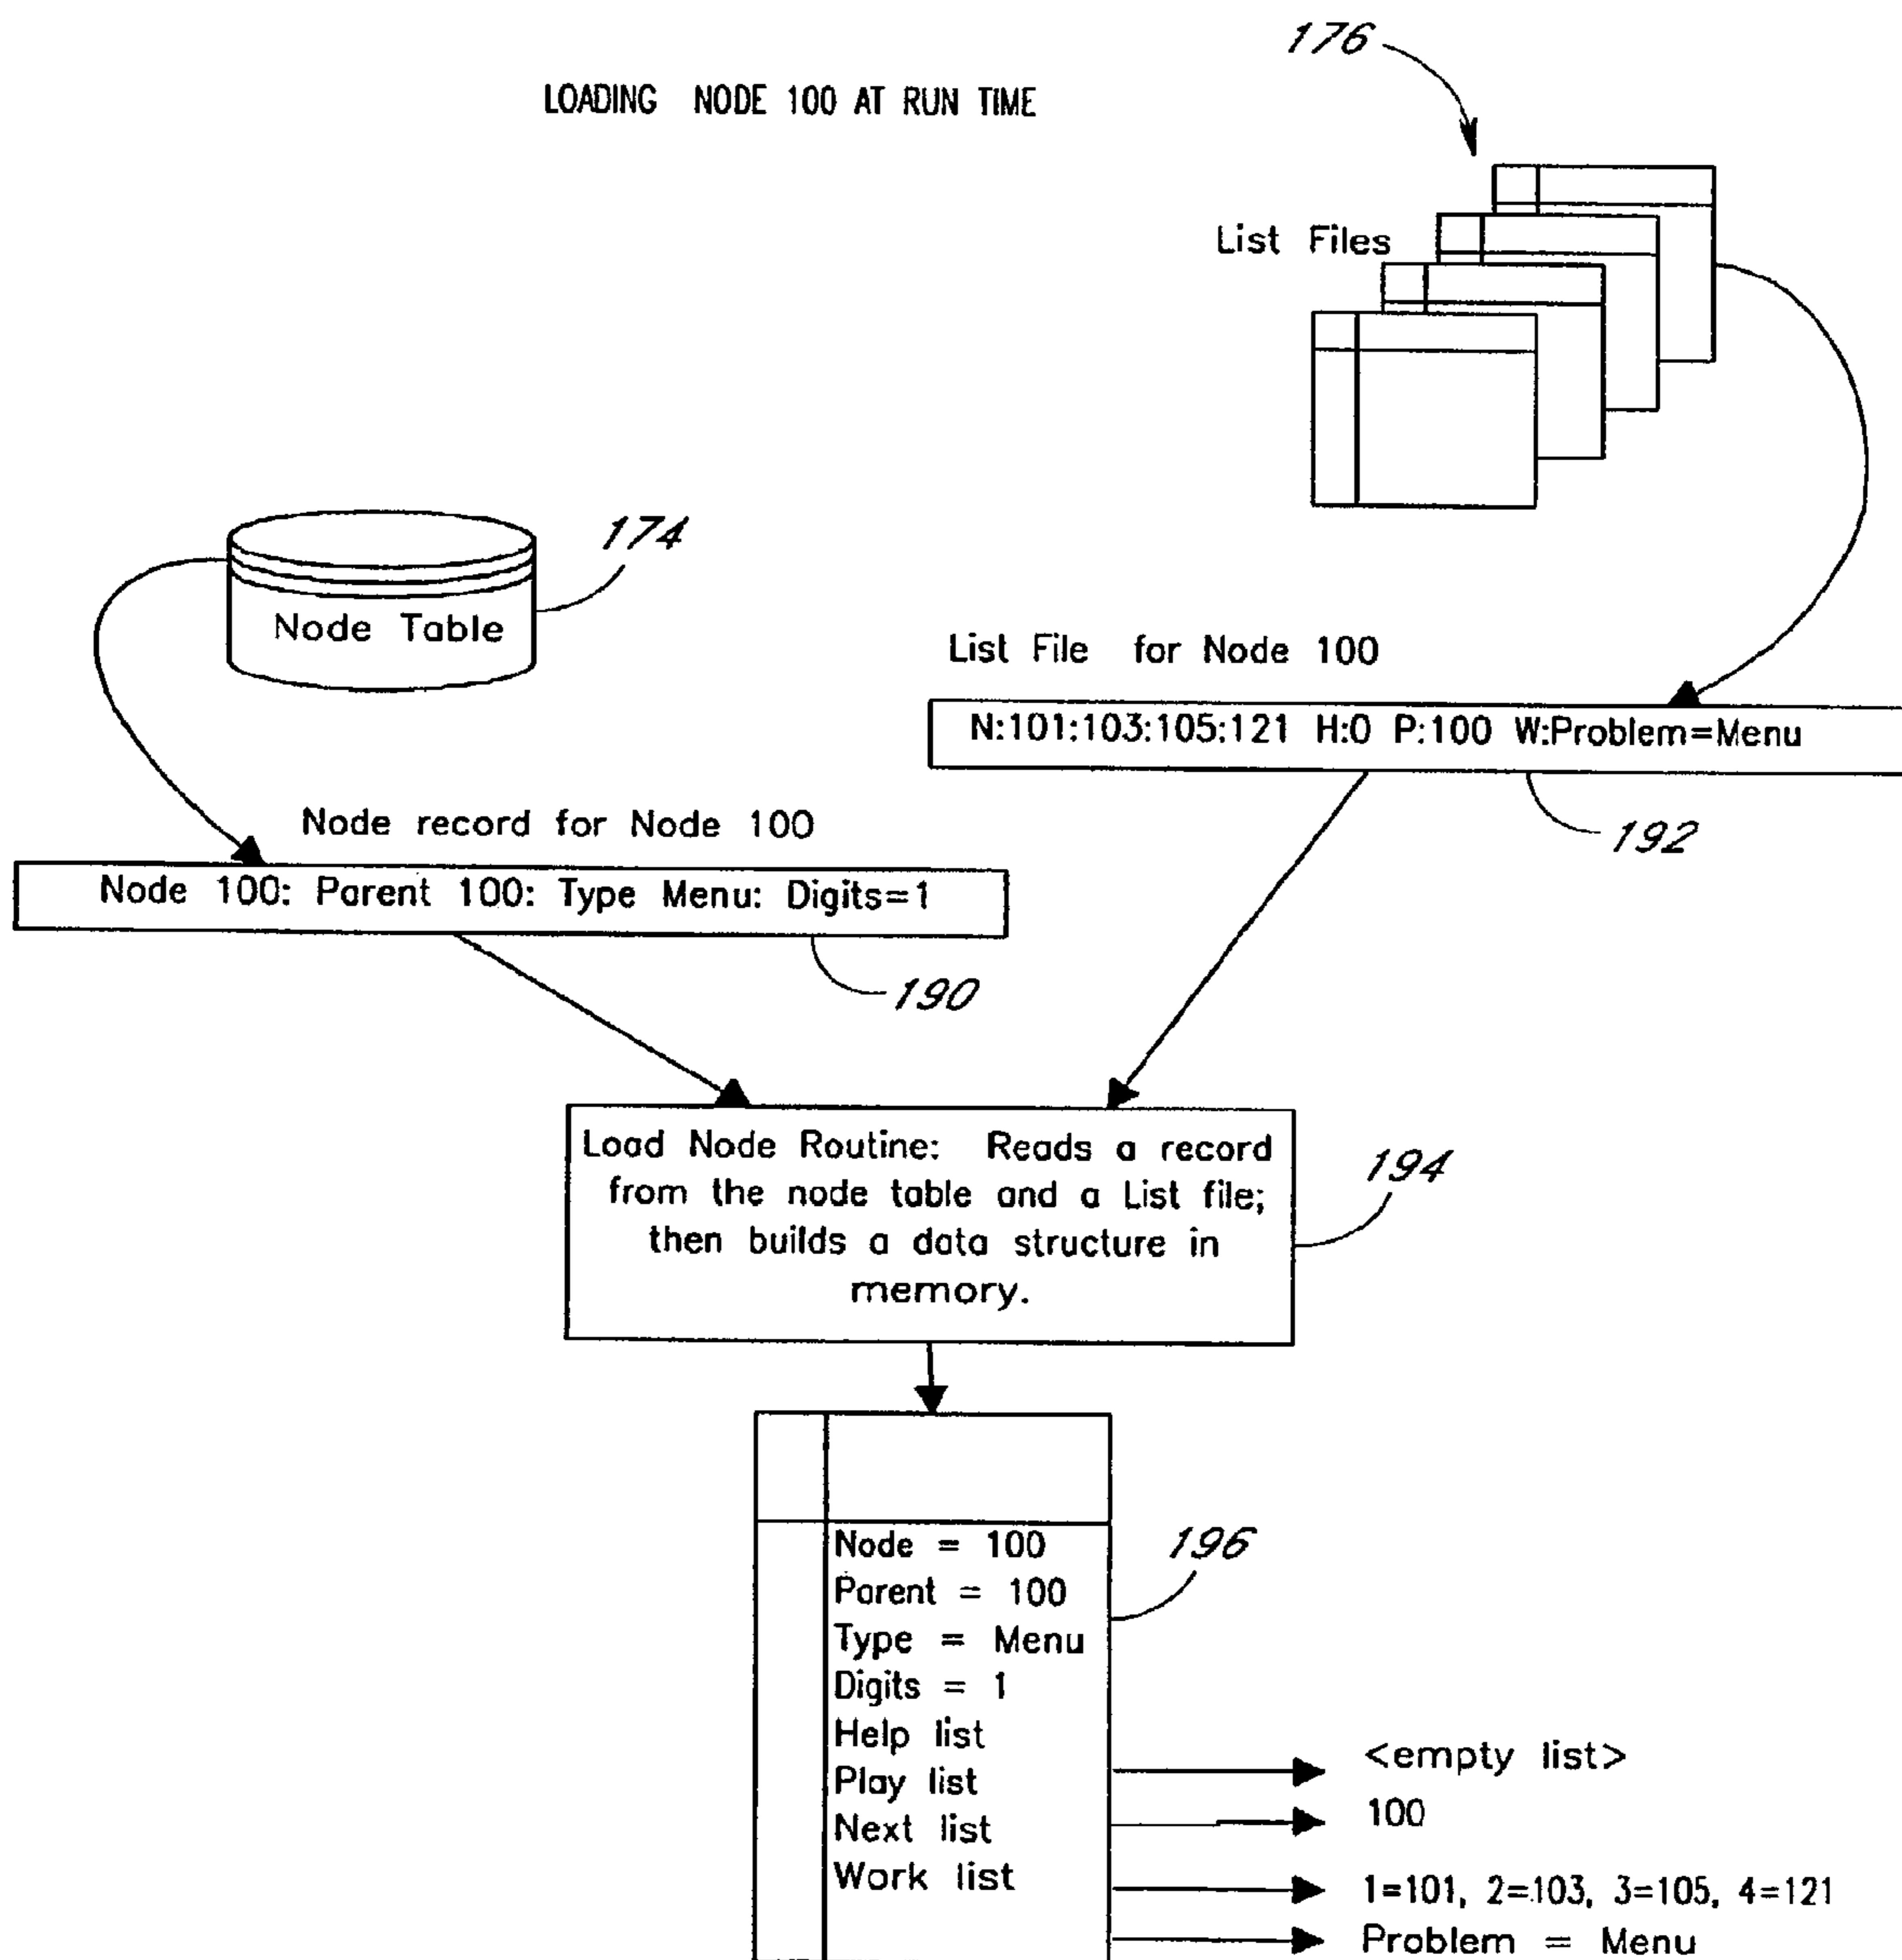 176
LOADING NODE 100 AT RUN TIME
List Files
174
Node Table
List File for Node 100
N:101:103:105:121 H:0 P:100 W:Problem=Menu
192
Node record for Node 100
Node 100: Parent 100: Type Menu: Digits=1
190
Load Node Routine: Reads a record
from the node table and a List file;
then builds a data structure in
memory.
194
Node = 100
Parent = 100
Type = Menu
Digits = 1
Help list
Play list
Next list
Work list
196
<empty list>
100
1=101, 2=103, 3=105, 4=121
Problem = Menu